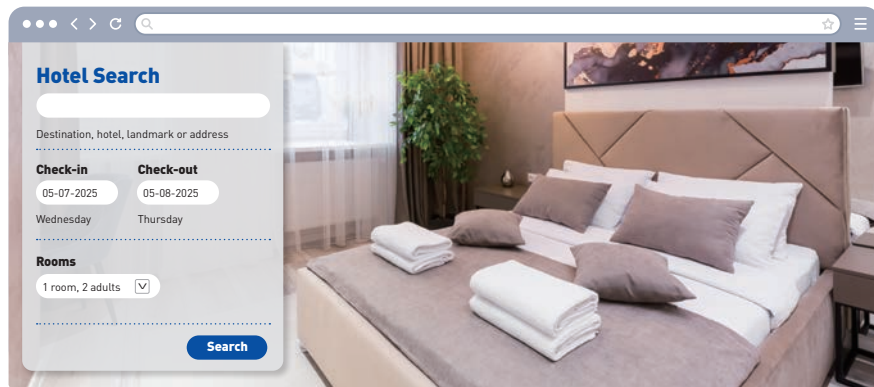 Hotel Search
Destination, hotel, landmark or address
Check-in Check-out
05-07-2025 05-08-2025
Wednesday Thursday
Rooms
1 room, 2 adults
Search